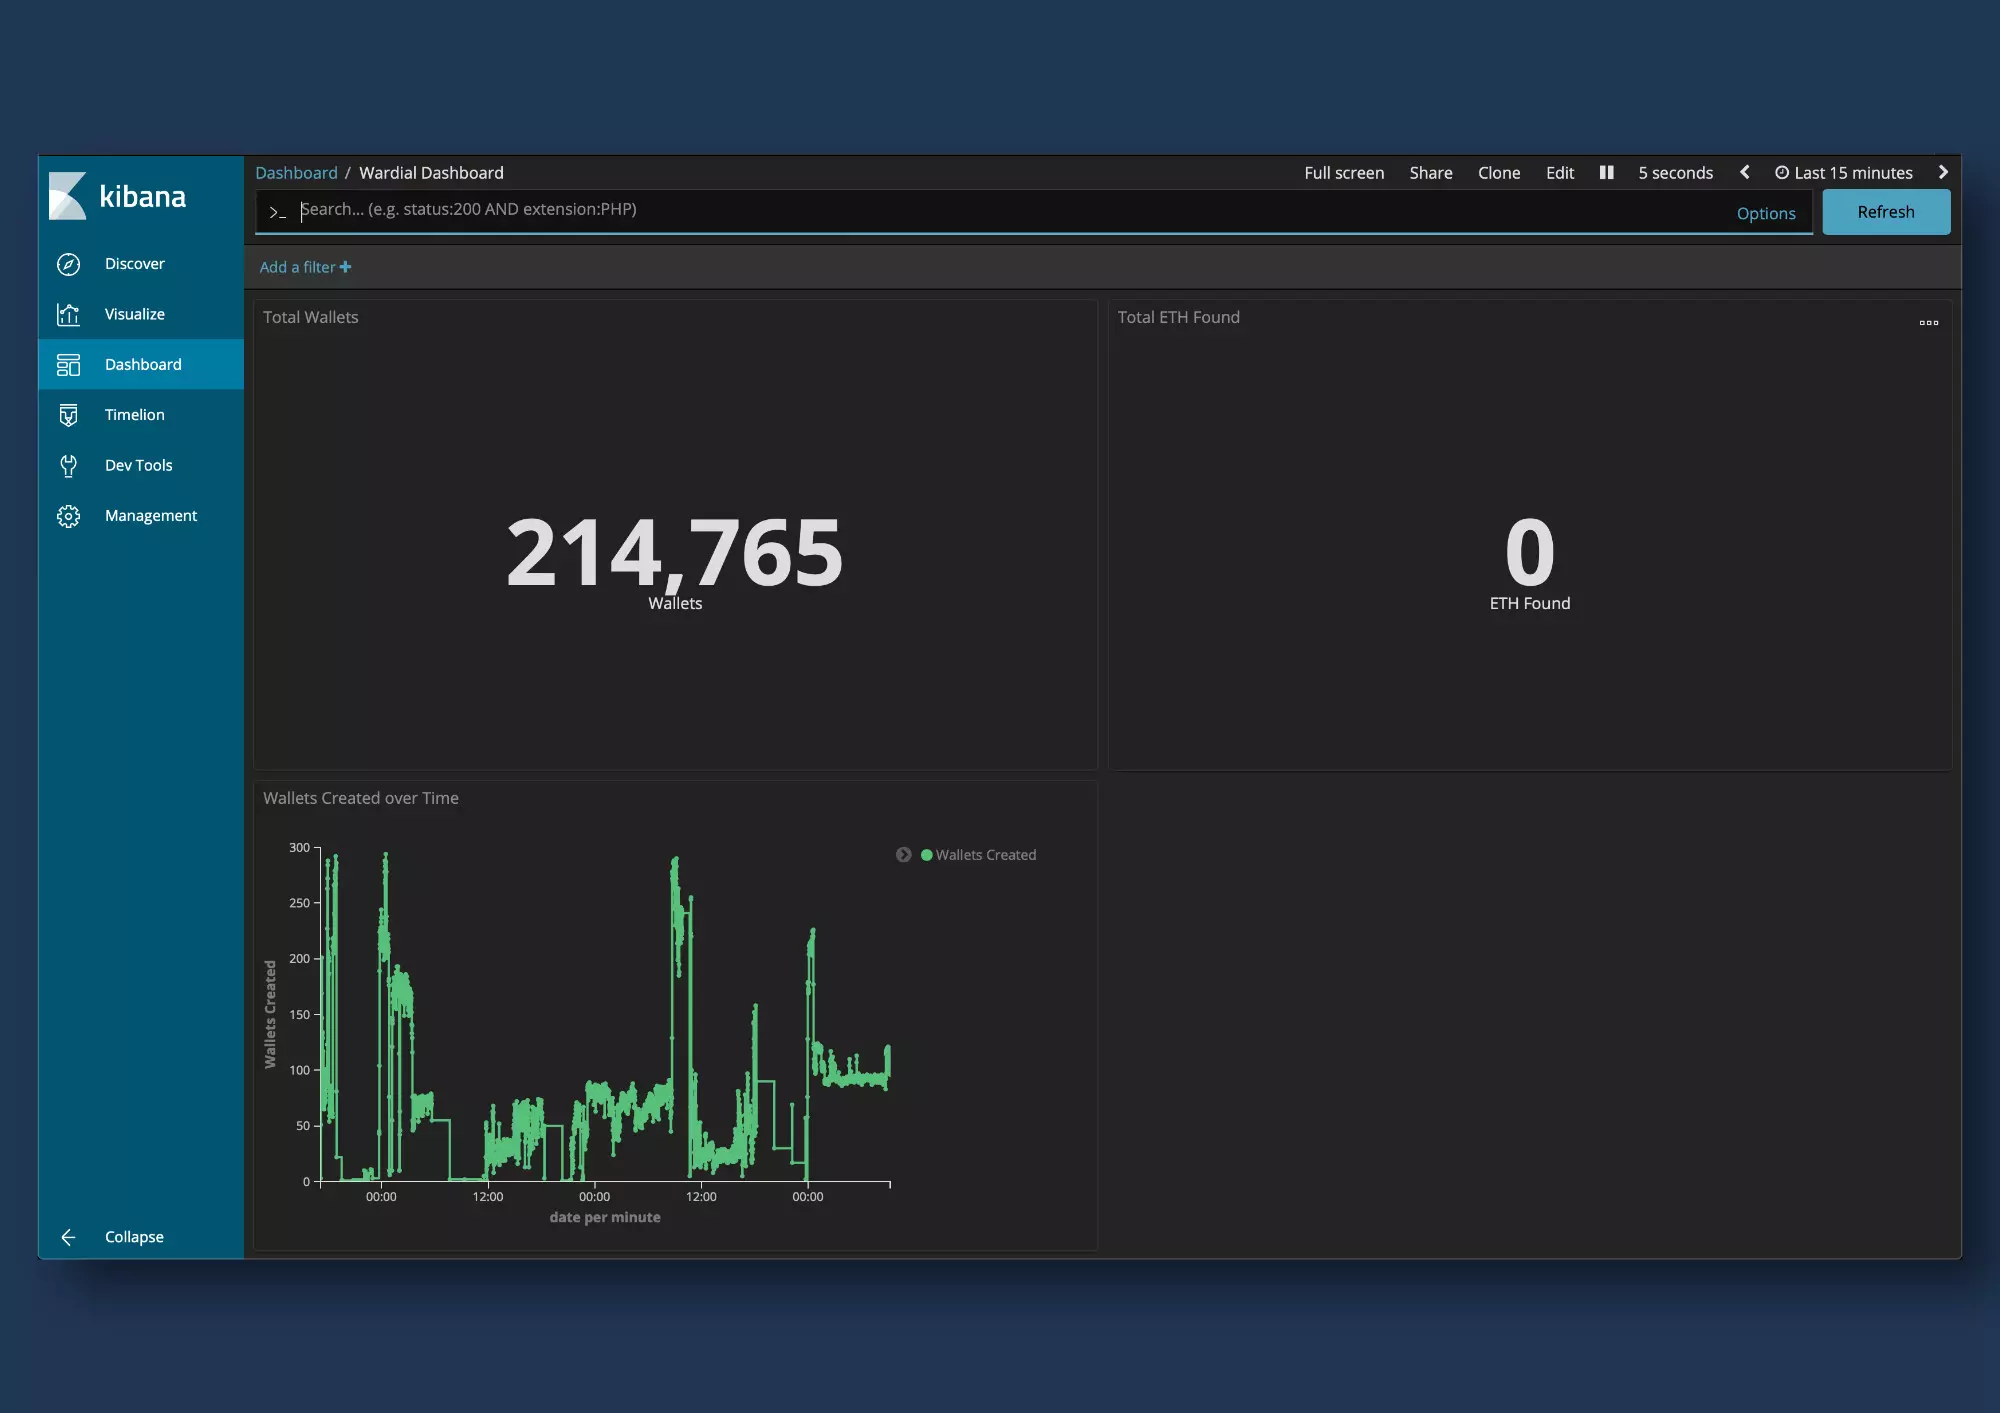 kibana
Discover
Visualize
Dashboard
Timelion
Dev Tools
Management
Collapse
Dashboard / Wardial Dashboard
Full screen Share Clone Edit 5 seconds Last 15 minutes
>_ Search... (e.g. status:200 AND extension:PHP) Options Refresh
Add a filter +
Total Wallets
214,765
Wallets
Total ETH Found
0
ETH Found
Wallets Created over Time
Wallets Created
300
250
200
150
100
50
0
Wallets Created
00:00 12:00 00:00 12:00 00:00
date per minute